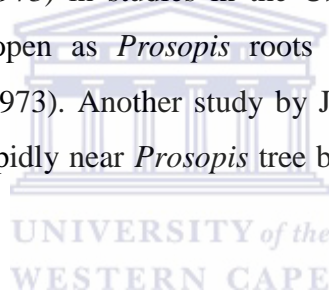 in studies in the
open as Prosopis roots
973). Another study by J
pidly near Prosopis tree b
UNIVERSITY of the
WESTERN CAPE